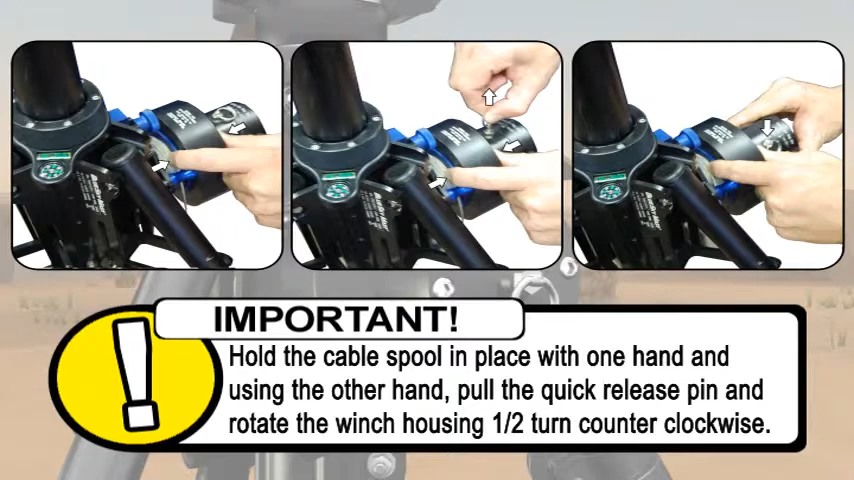 IMPORTANT!
Hold the cable spool in place with one hand and
using the other hand, pull the quick release pin and
rotate the winch housing 1/2 turn counter clockwise.